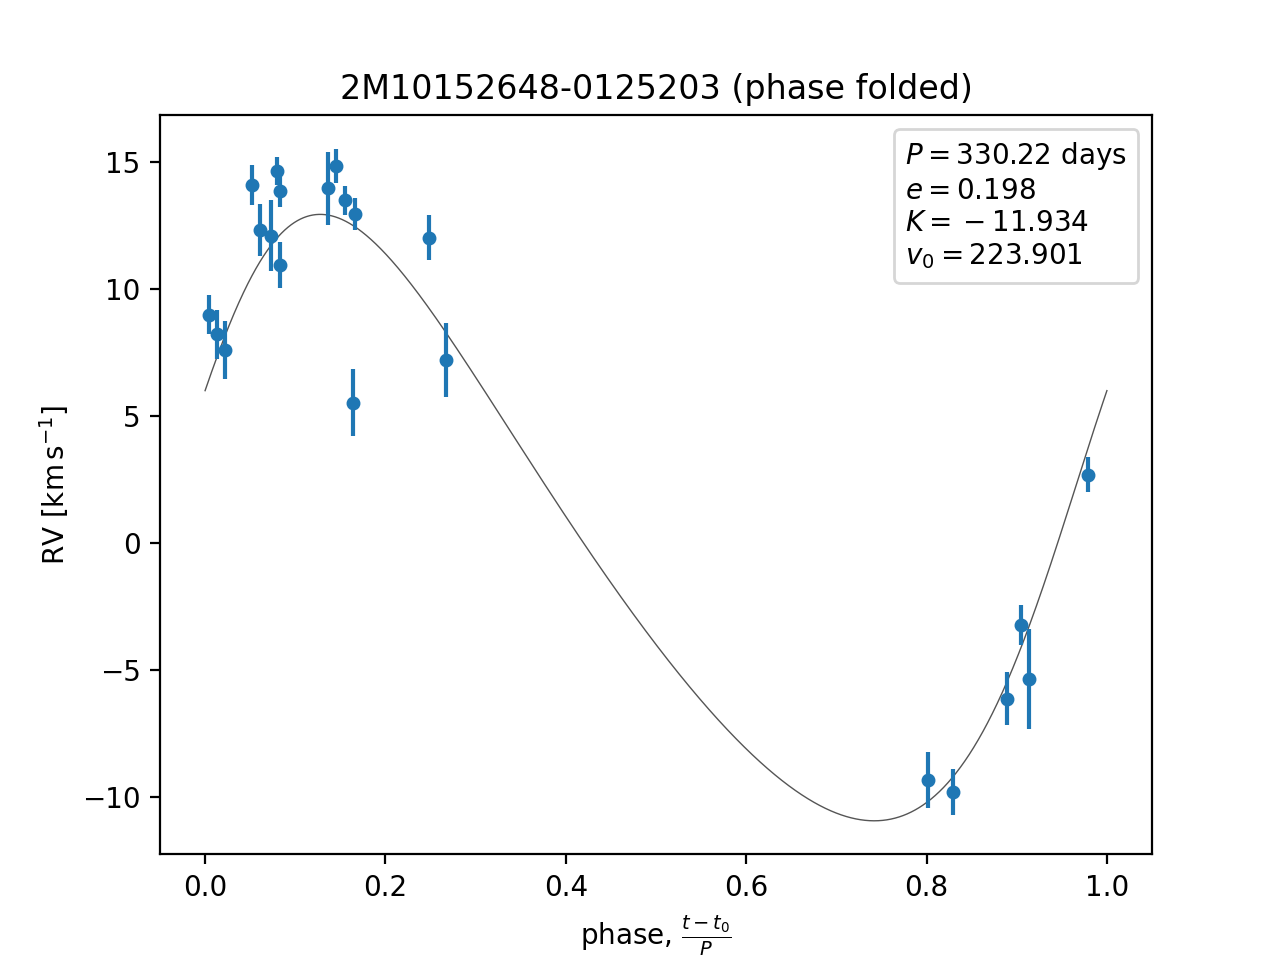 2M10152648-0125203 (phase folded)
P = 330.22 days
e = 0.198
K = −11.934
v₀ = 223.901
RV [km s⁻¹]
15
10
5
0
−5
−10
0.0 0.2 0.4 0.6 0.8 1.0
phase, (t − t₀)/P